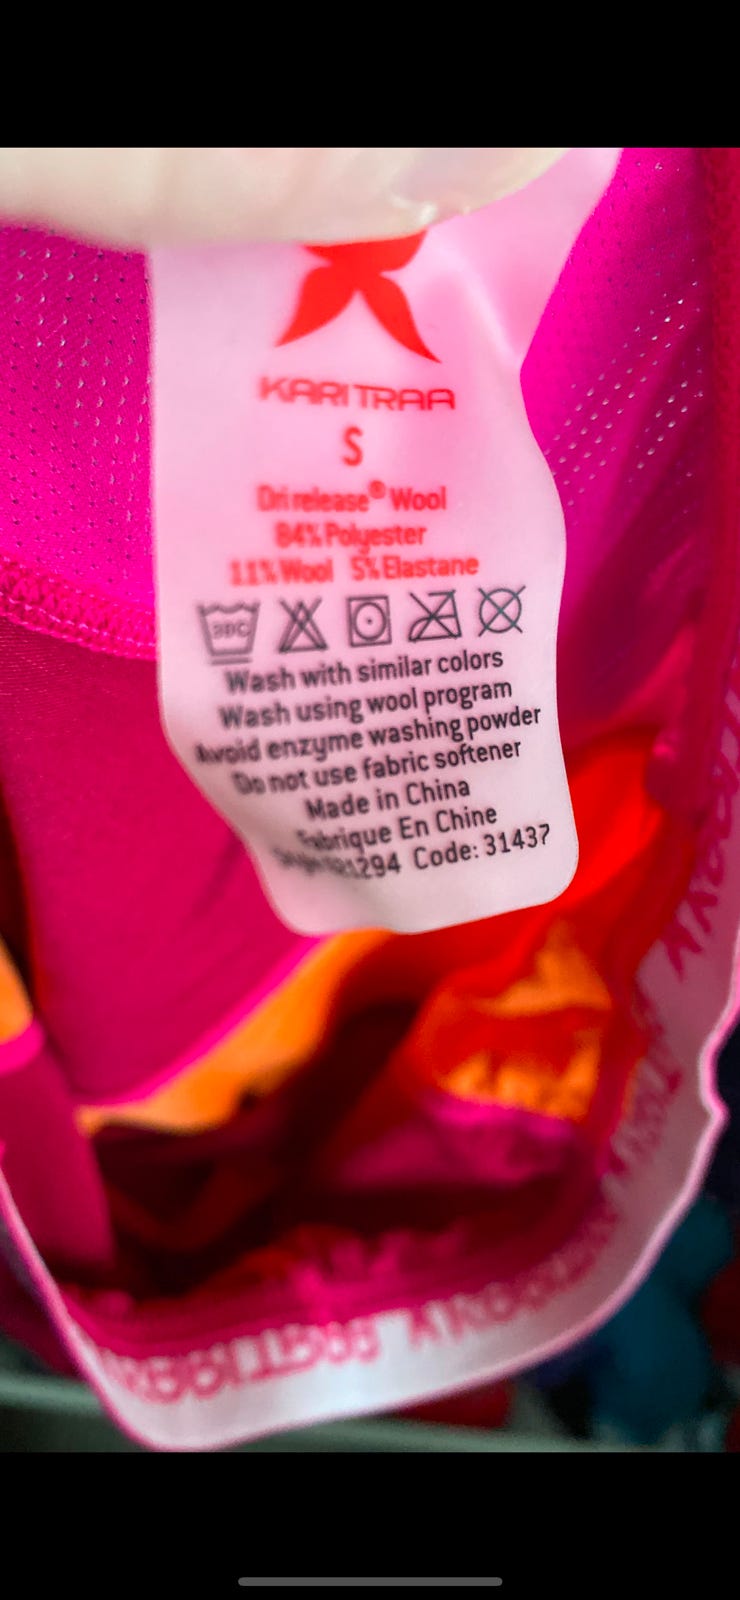 KARI TRAA
S
Dri release® Wool
84% Polyester
11% Wool 5% Elastane
30C
Wash with similar colors
Wash using wool program
Avoid enzyme washing powder
Do not use fabric softener
Made in China
Fabrique En Chine
Code: 31437